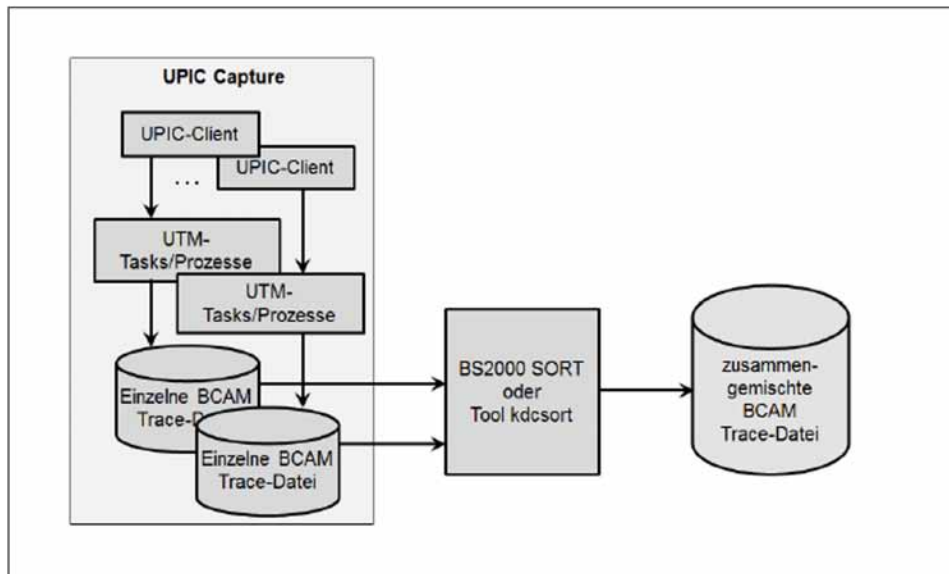 UPIC Capture
UPIC-Client
UPIC-Client
...
UTM-
Tasks/Prozesse
UTM-
Tasks/Prozesse
Einzelne BCAM
Trace-D
Einzelne BCAM
Trace-Datei
BS2000 SORT
oder
Tool kdcsort
zusammen-
gemischte
BCAM
Trace-Datei